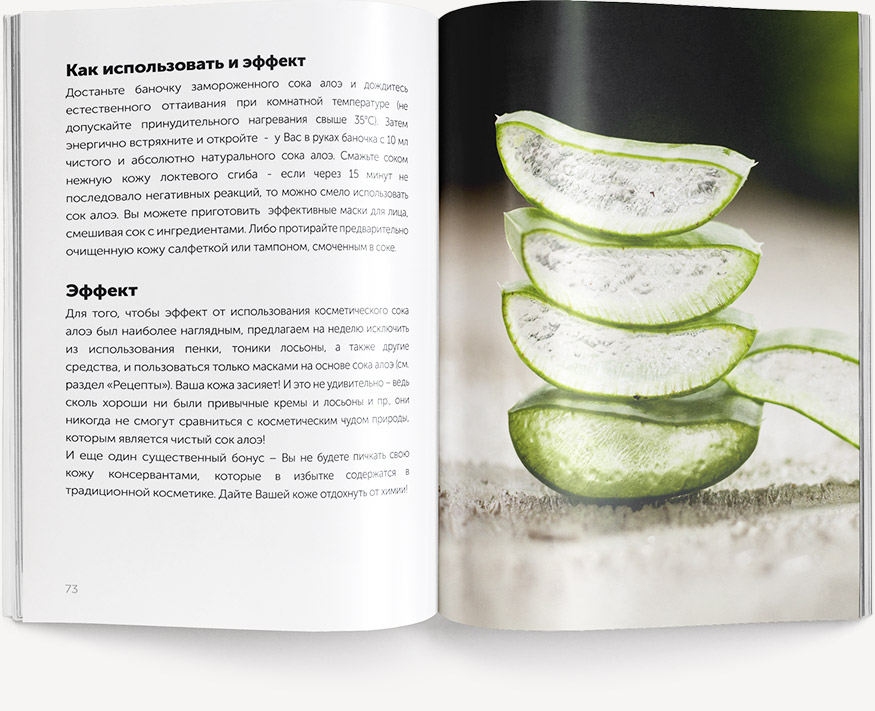 Как использовать и эффект
Достаньте баночку замороженного сока алоэ и дождитесь
естественного оттаивания при комнатной температуре (не
допускайте принудительного нагревания свыше 35°С). Затем
энергично встряхните и откройте - у Вас в руках баночка с 10 мл
чистого и абсолютно натурального сока алоэ. Смажьте соком
нежную кожу локтевого сгиба - если через 15 минут не
последовало негативных реакций, то можно смело использовать
сок алоэ. Вы можете приготовить эффективные маски для лица,
смешивая сок с ингредиентами. Либо протирайте предварительно
очищенную кожу салфеткой или тампоном, смоченным в соке.
Эффект
Для того, чтобы эффект от использования косметического сока
алоэ был наиболее наглядным, предлагаем на неделю исключить
из использования пенки, тоники лосьоны, а также другие
средства, и пользоваться только масками на основе сока алоэ (см.
раздел «Рецепты»). Ваша кожа засияет! И это не удивительно – ведь
сколь хороши ни были привычные кремы и лосьоны и пр., они
никогда не смогут сравниться с косметическим чудом природы,
которым является чистый сок алоэ!
И еще один существенный бонус – Вы не будете пичкать свою
кожу консервантами, которые в избытке содержатся в
традиционной косметике. Дайте Вашей коже отдохнуть от химии!
73